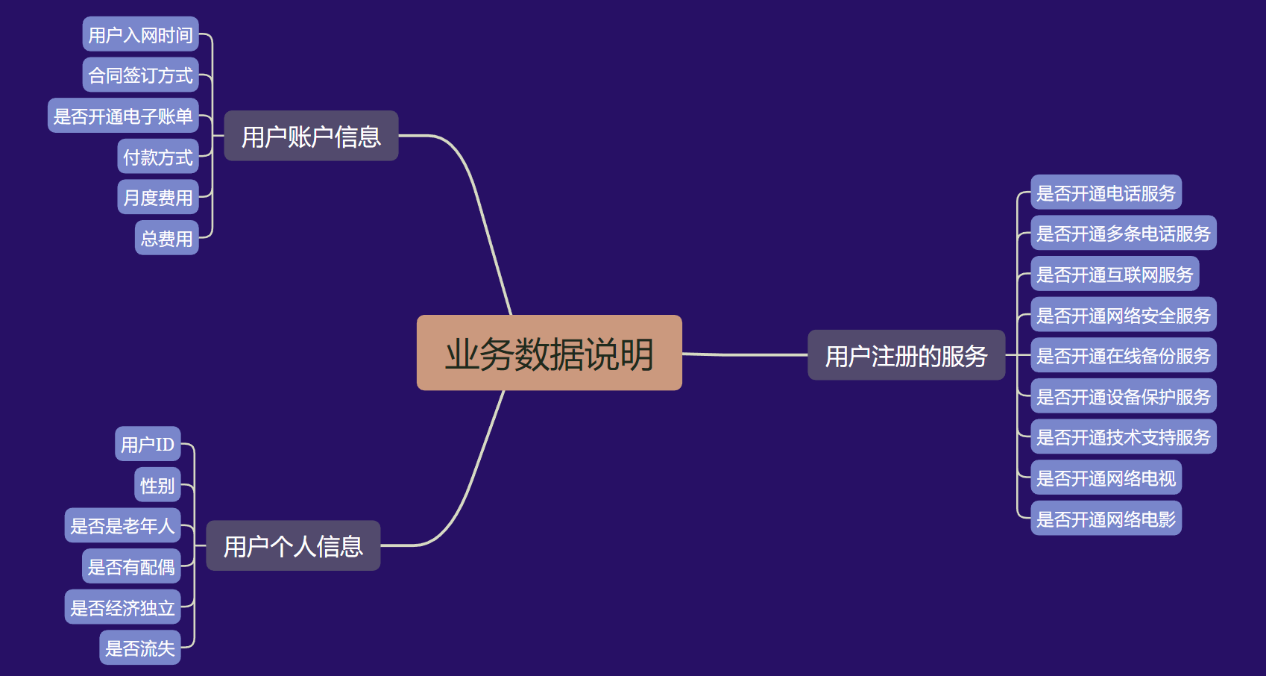 业务数据说明
用户账户信息
用户入网时间
合同签订方式
是否开通电子账单
付款方式
月度费用
总费用
用户个人信息
用户ID
性别
是否是老年人
是否有配偶
是否经济独立
是否流失
用户注册的服务
是否开通电话服务
是否开通多条电话服务
是否开通互联网服务
是否开通网络安全服务
是否开通在线备份服务
是否开通设备保护服务
是否开通技术支持服务
是否开通网络电视
是否开通网络电影